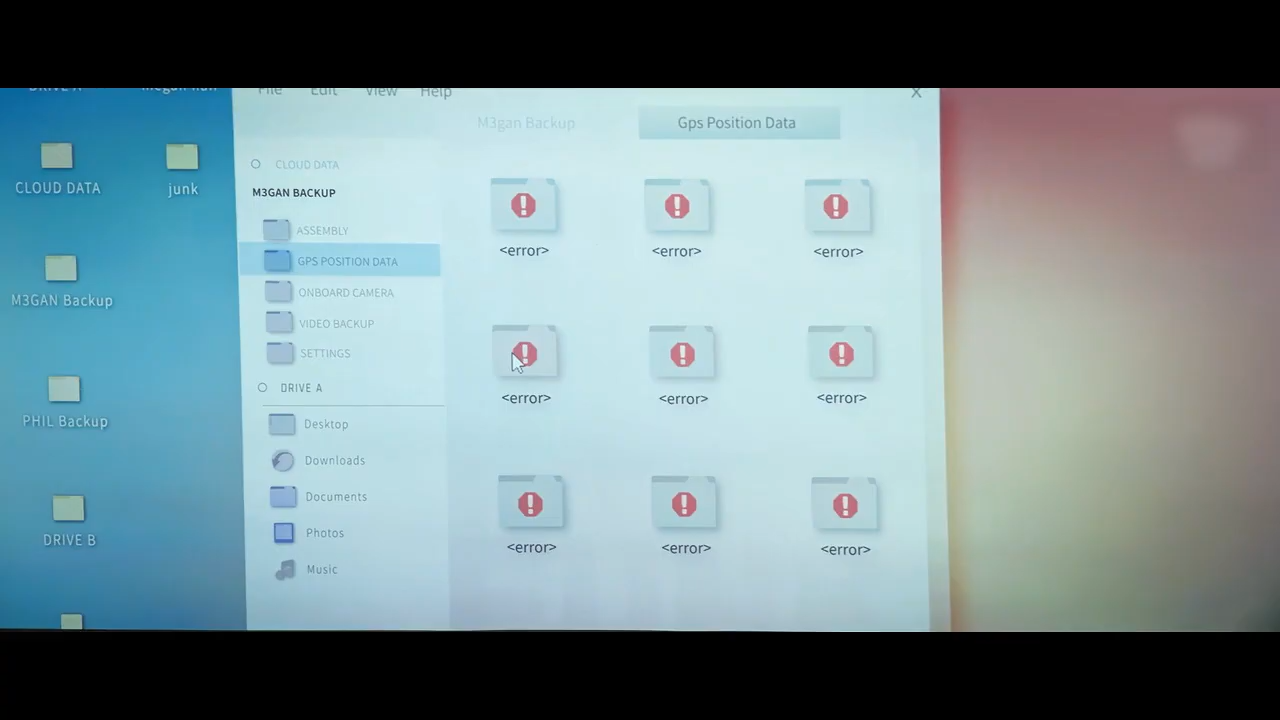 File Edit View Help X
CLOUD DATA
junk
M3GAN Backup
PHIL Backup
DRIVE B
M3gan Backup
Gps Position Data
CLOUD DATA
M3GAN BACKUP
ASSEMBLY
GPS POSITION DATA
ONBOARD CAMERA
VIDEO BACKUP
SETTINGS
DRIVE A
Desktop
Downloads
Documents
Photos
Music
<error>
<error>
<error>
<error>
<error>
<error>
<error>
<error>
<error>